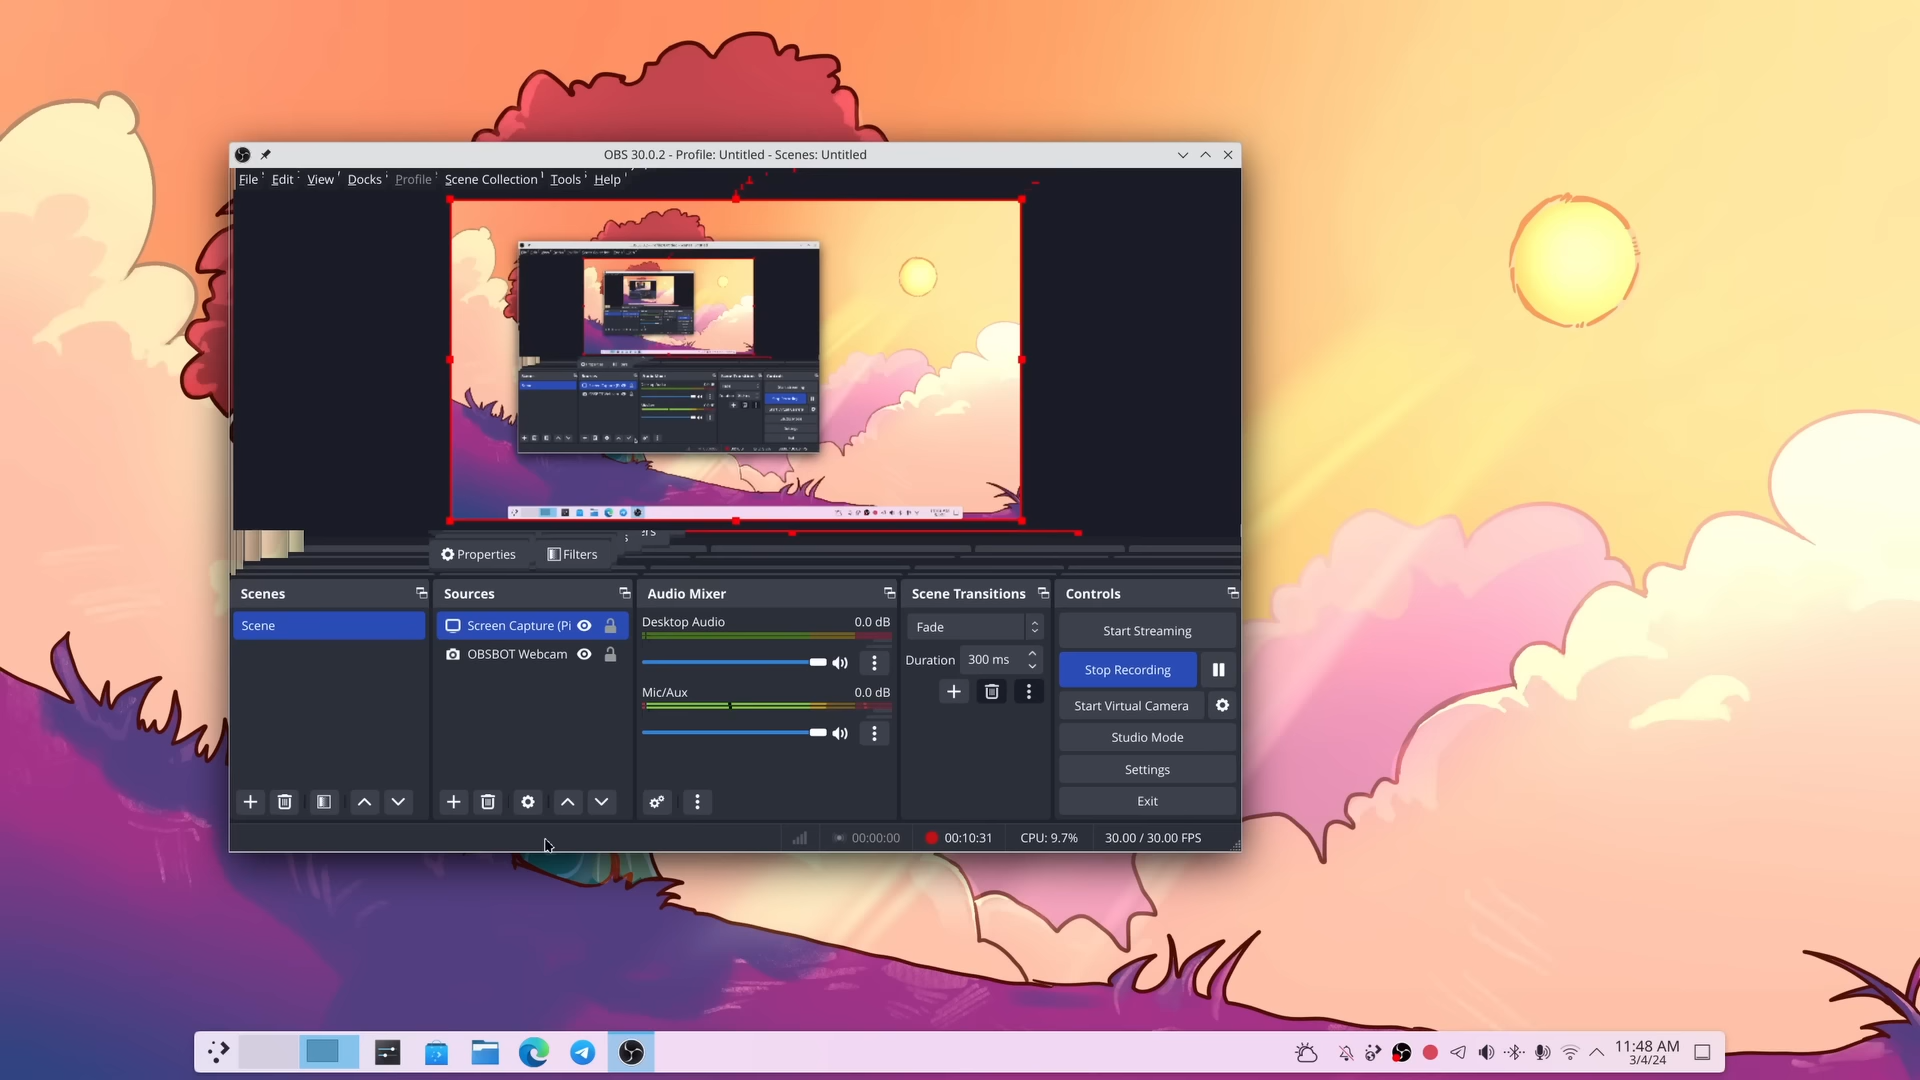 OBS 30.0.2 - Profile: Untitled - Scenes: Untitled
File Edit View Docks Profile Scene Collection Tools Help
Properties Filters
Scenes
Scene
Sources
Screen Capture (Pi
OBSBOT Webcam
Audio Mixer
Desktop Audio 0.0 dB
Mic/Aux 0.0 dB
Scene Transitions
Fade
Duration 300 ms
Controls
Start Streaming
Stop Recording
Start Virtual Camera
Studio Mode
Settings
Exit
00:00:00 00:10:31 CPU: 9.7% 30.00 / 30.00 FPS
11:48 AM
3/4/24